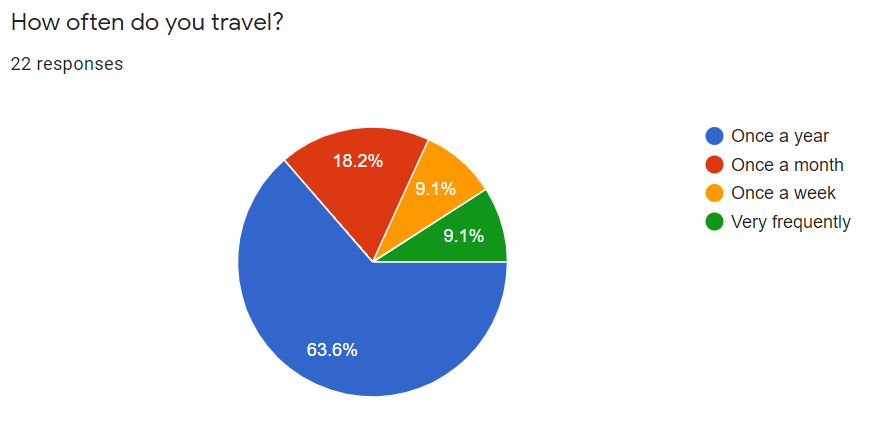 How often do you travel?
22 responses
18.2%
9.1%
9.1%
63.6%
Once a year
Once a month
Once a week
Very frequently